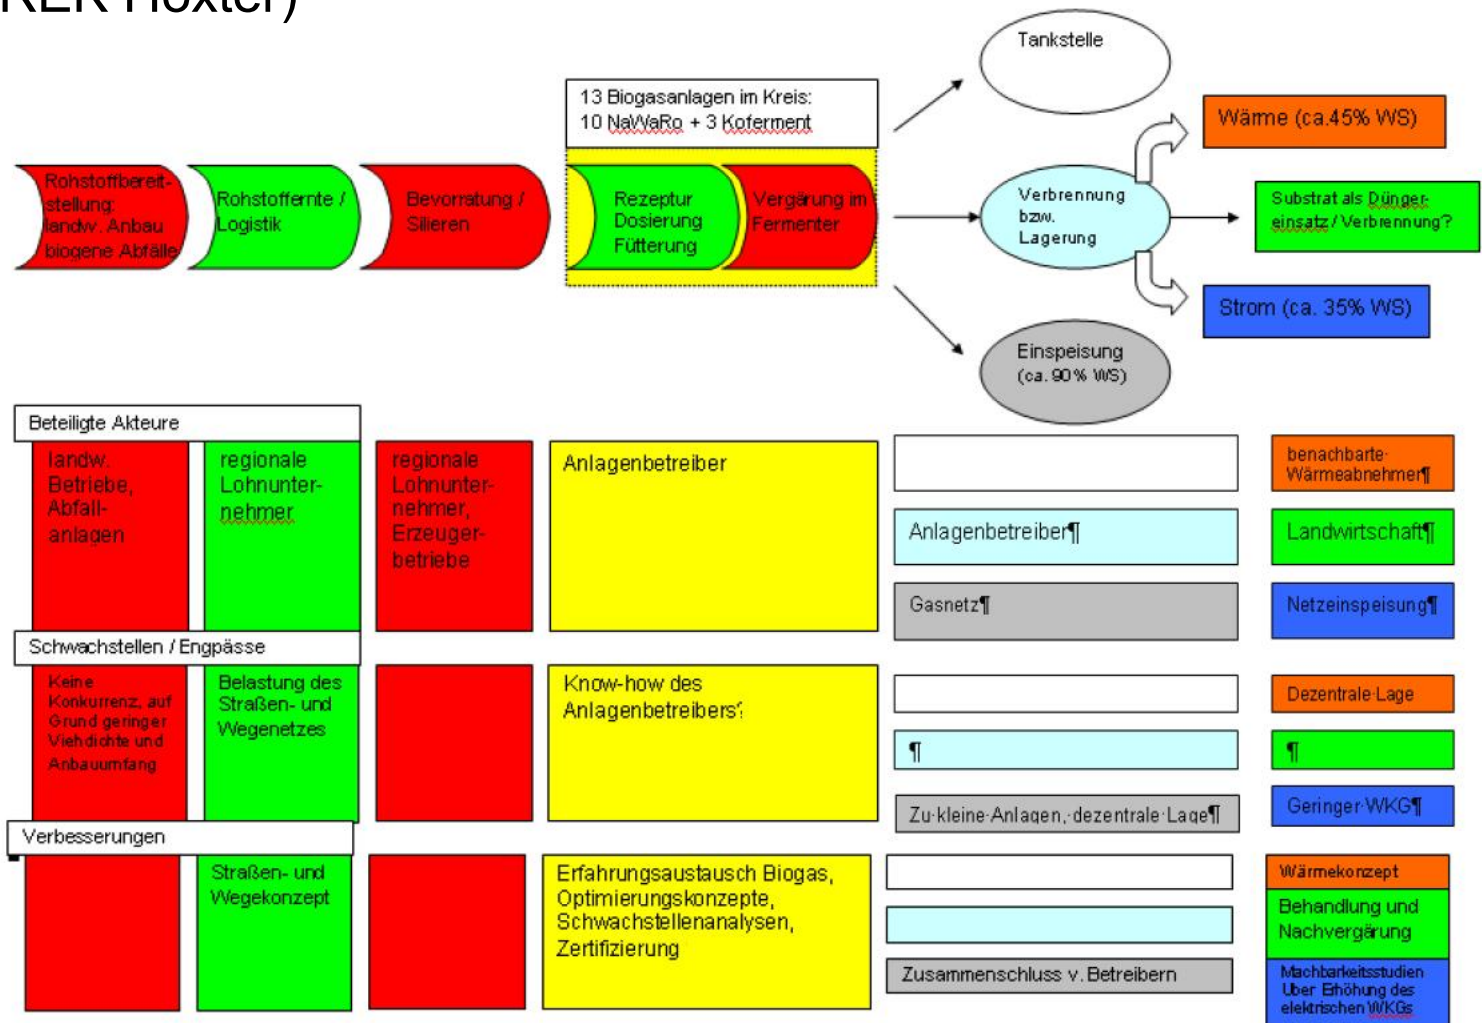 KREK Höxter)
Tankstelle
13 Biogasanlagen im Kreis:
10 NaWaRo + 3 Koferment
Wärme (ca.45% WS)
Rohstoffbereit-
stellung:
landw. Anbau
biogene Abfälle
Rohstoffernte /
Logistik
Bevorratung /
Silieren
Rezeptur
Dosierung
Fütterung
Vergärung im
Fermenter
Verbrennung
bzw.
Lagerung
Substrat als Dünger-
einsatz / Verbrennung?
Strom (ca. 35% WS)
Einspeisung
(ca. 90% WS)
Beteiligte Akteure
landw.
Betriebe,
Abfall-
anlagen
regionale
Lohnunter-
nehmer
regionale
Lohnunter-
nehmer,
Erzeuger-
betriebe
Anlagenbetreiber
Anlagenbetreiber¶
Gasnetz¶
benachbarte·
Wärmeabnehmer¶
Landwirtschaft¶
Netzeinspeisung¶
Schwachstellen / Engpässe
Keine
Konkurrenz, auf
Grund geringer
Viehdichte und
Anbauumfang
Belastung des
Straßen- und
Wegenetzes
Know-how des
Anlagenbetreibers?
¶
Zu·kleine·Anlagen,·dezentrale·Lage¶
Dezentrale·Lage
¶
Geringer·WKG¶
Verbesserungen
Straßen- und
Wegekonzept
Erfahrungsaustausch Biogas,
Optimierungskonzepte,
Schwachstellenanalysen,
Zertifizierung
Zusammenschluss v. Betreibern
Wärmekonzept
Behandlung und
Nachvergärung
Machbarkeitsstudien
Über Erhöhung des
elektrischen WKGs